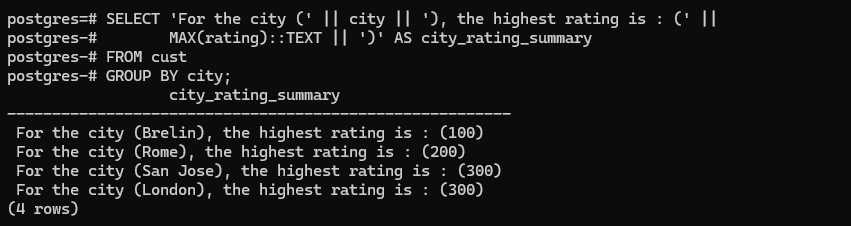 postgres=# SELECT 'For the city (' || city || '), the highest rating is : (' ||
postgres-#        MAX(rating)::TEXT || ')' AS city_rating_summary
postgres-# FROM cust
postgres-# GROUP BY city;
                  city_rating_summary
--------------------------------------------------------
 For the city (Brelin), the highest rating is : (100)
 For the city (Rome), the highest rating is : (200)
 For the city (San Jose), the highest rating is : (300)
 For the city (London), the highest rating is : (300)
(4 rows)